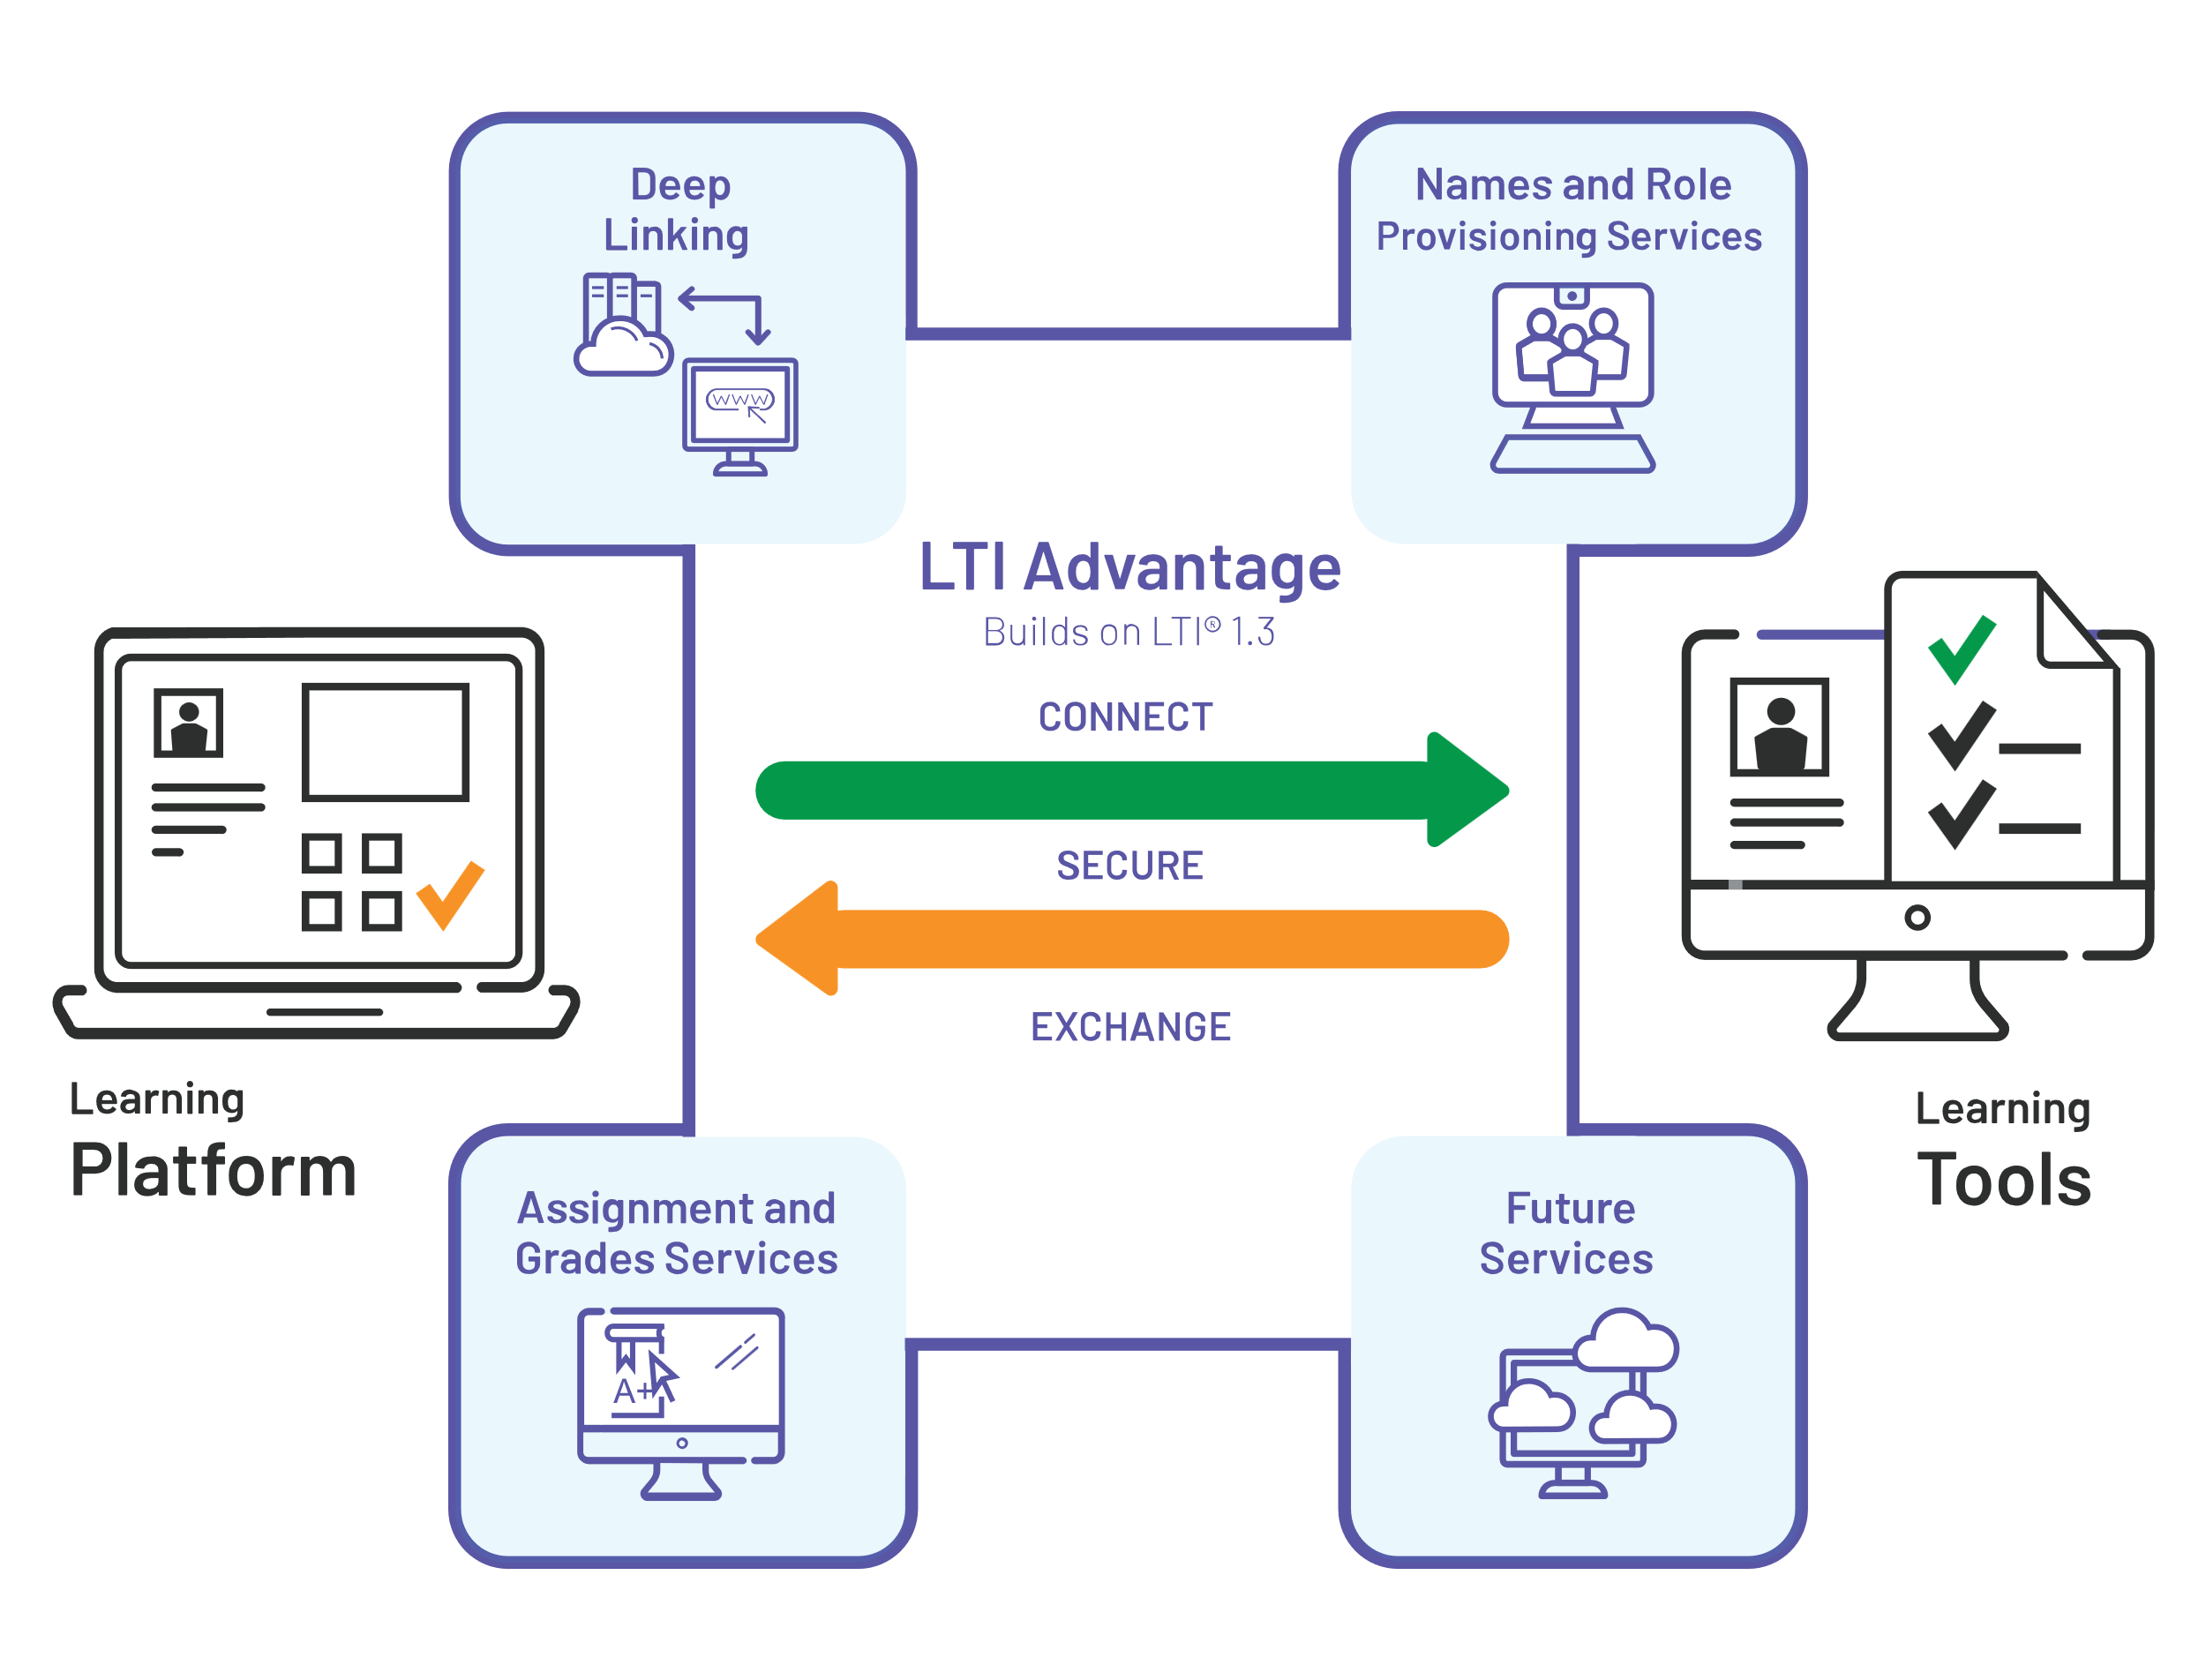 Deep
Linking
WWW
Names and Role
Provisioning Services
LTI Advantage
Builds on LTI® 1.3
CONNECT
SECURE
EXCHANGE
Learning
Platform
Learning
Tools
Assignment and
Grades Services
A+
Future
Services